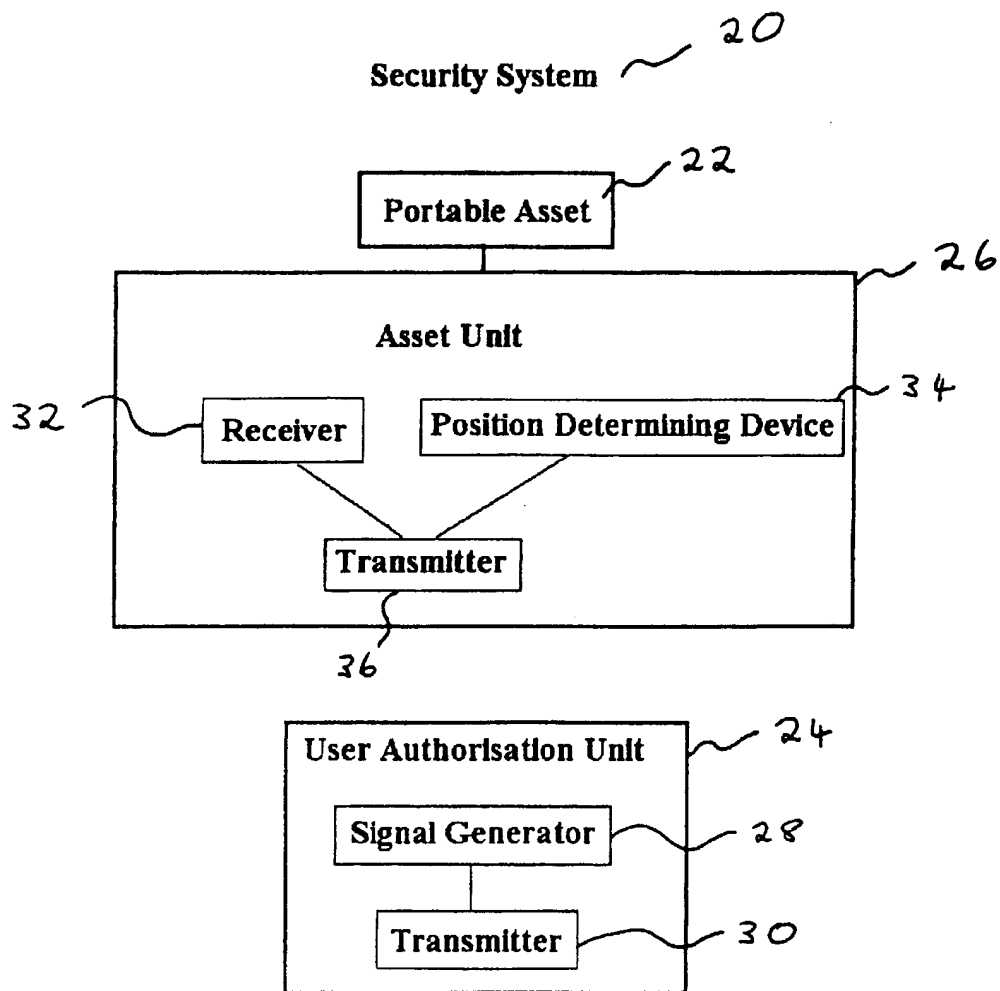 20
Security System
22
Portable Asset
26
Asset Unit
34
32
Receiver
Position Determining Device
Transmitter
36
24
User Authorisation Unit
Signal Generator
28
Transmitter
30